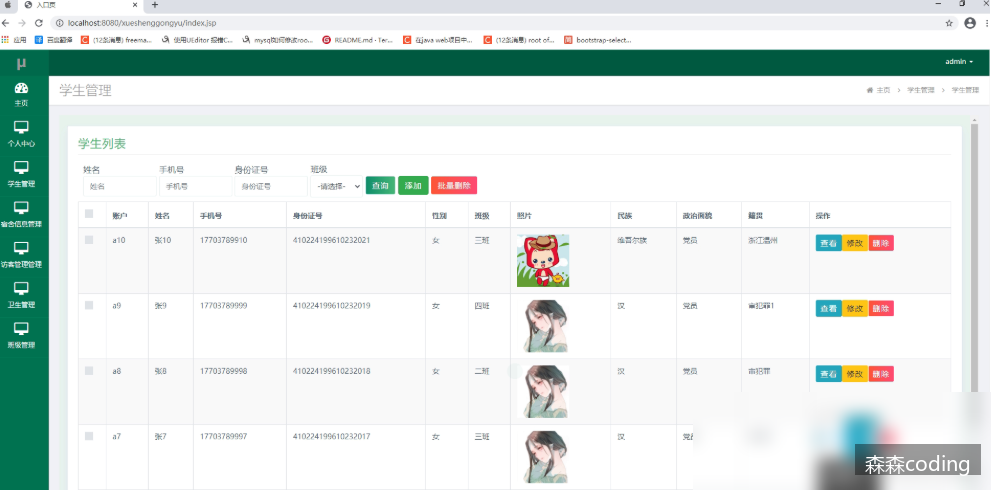 入口页
localhost:8080/xueshenggongyu/index.jsp
应用 百度翻译 (12条消息) freema... 使用UEditor 报错C... mysql如何修改roo... README.md · Ter... 在java web项目中... (12条消息) root of... bootstrap-select...
μ admin
主页
个人中心
学生管理
宿舍信息管理
访客管理管理
卫生管理
班级管理
学生管理 主页 > 学生管理 > 学生管理
学生列表
姓名 手机号 身份证号 班级
姓名 手机号 身份证号 -请选择- 查询 添加 批量删除
账户 姓名 手机号 身份证号 性别 班级 照片 民族 政治面貌 籍贯 操作
a10 张10 17703789910 410224199610232021 女 三班 维吾尔族 党员 浙江温州 查看 修改 删除
a9 张9 17703789999 410224199610232019 女 四班 汉 党员 查看 修改 删除
a8 张8 17703789998 410224199610232018 女 二班 汉 党员 查看 修改 删除
a7 张7 17703789997 410224199610232017 女 三班 汉
森森coding